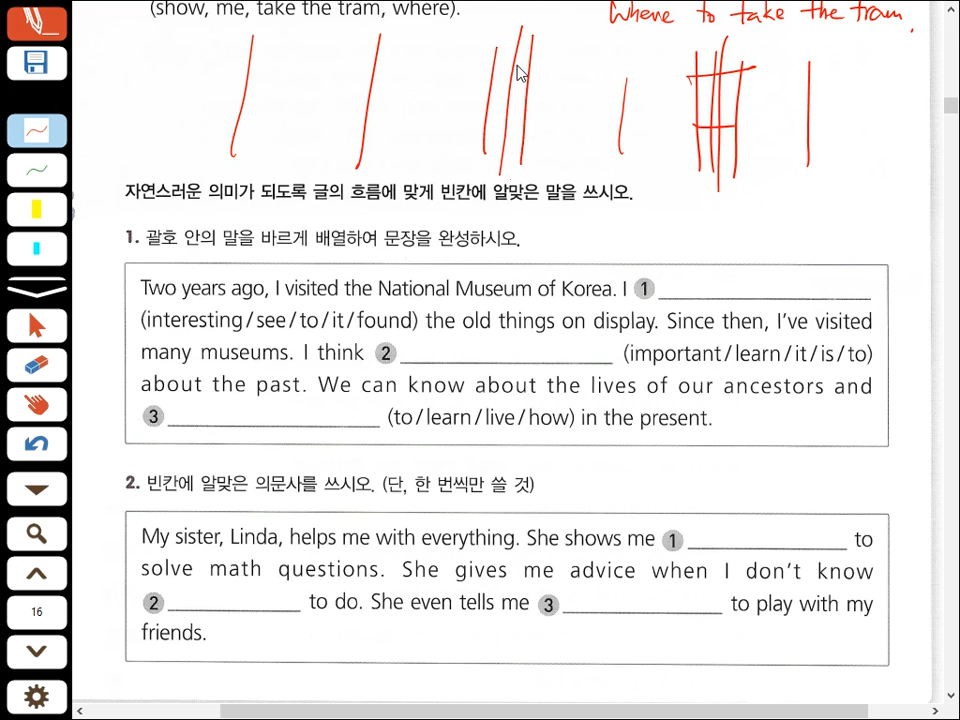 (show, me, take the tram, where).
Where to take the tram.
자연스러운 의미가 되도록 글의 흐름에 맞게 빈칸에 알맞은 말을 쓰시오.
1. 괄호 안의 말을 바르게 배열하여 문장을 완성하시오.
Two years ago, I visited the National Museum of Korea. I 1 ____________________
(interesting / see / to / it / found) the old things on display. Since then, I've visited
many museums. I think 2 ____________________ (important / learn / it / is / to)
about the past. We can know about the lives of our ancestors and
3 ____________________ (to / learn / live / how) in the present.
2. 빈칸에 알맞은 의문사를 쓰시오. (단, 한 번씩만 쓸 것)
My sister, Linda, helps me with everything. She shows me 1 _______________ to
solve math questions. She gives me advice when I don't know
2 _____________ to do. She even tells me 3 _______________ to play with my
friends.
16